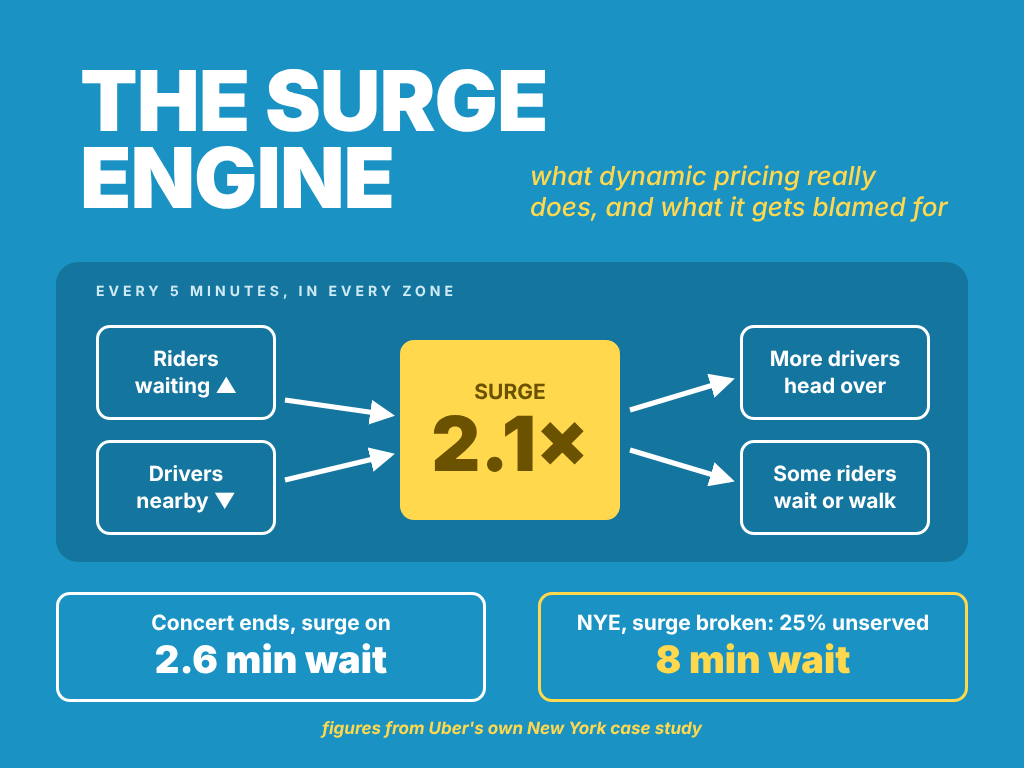 THE SURGE
ENGINE
what dynamic pricing really
does, and what it gets blamed for
EVERY 5 MINUTES, IN EVERY ZONE
Riders
waiting ▲
Drivers
nearby ▼
SURGE
2.1×
More drivers
head over
Some riders
wait or walk
Concert ends, surge on
2.6 min wait
NYE, surge broken: 25% unserved
8 min wait
figures from Uber's own New York case study